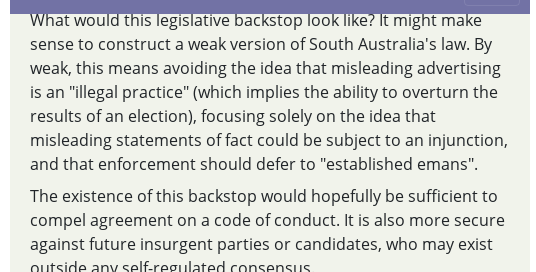 What would this legislative backstop look like? It might make
sense to construct a weak version of South Australia's law. By
weak, this means avoiding the idea that misleading advertising
is an "illegal practice" (which implies the ability to overturn the
results of an election), focusing solely on the idea that
misleading statements of fact could be subject to an injunction,
and that enforcement should defer to "established emans".
The existence of this backstop would hopefully be sufficient to
compel agreement on a code of conduct. It is also more secure
against future insurgent parties or candidates, who may exist
outside any self-regulated consensus.